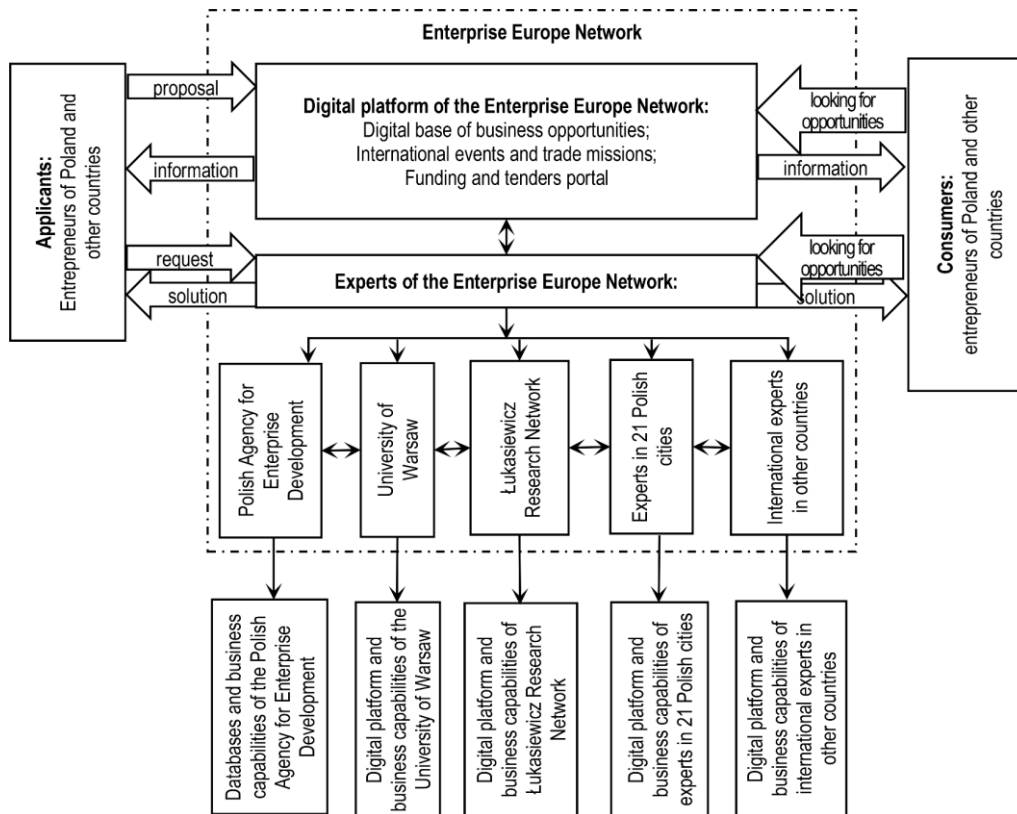 Enterprise Europe Network
Applicants:
Entrepreneurs of Poland and
other countries
proposal
information
request
solution
Digital platform of the Enterprise Europe Network:
Digital base of business opportunities;
International events and trade missions;
Funding and tenders portal
looking for
opportunities
information
Experts of the Enterprise Europe Network:
looking for
opportunities
solution
Consumers:
entrepreneurs of Poland and other
countries
Polish Agency for
Enterprise
Development
University of
Warsaw
Łukasiewicz
Research Network
Experts in 21 Polish
cities
International experts
in other countries
Databases and business
capabilities of the Polish
Agency for Enterprise
Development
Digital platform and
business capabilities of the
University of Warsaw
Digital platform and
business capabilities of
Łukasiewicz Research
Network
Digital platform and
business capabilities of
experts in 21 Polish cities
Digital platform and
business capabilities of
international experts in
other countries